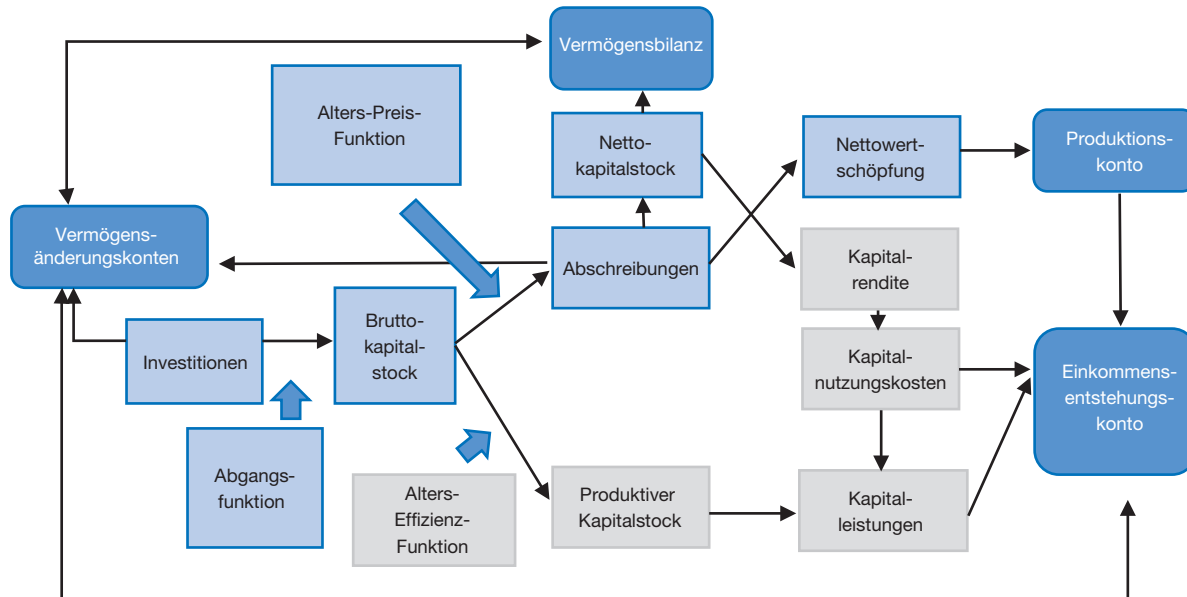 Vermögensbilanz
Alters-Preis-
Funktion
Netto-
kapitalstock
Nettowert-
schöpfung
Produktions-
konto
Vermögens-
änderungskonten
Abschreibungen
Kapital-
rendite
Investitionen
Brutto-
kapital-
stock
Kapital-
nutzungskosten
Einkommens-
entstehungs-
konto
Abgangs-
funktion
Alters-
Effizienz-
Funktion
Produktiver
Kapitalstock
Kapital-
leistungen